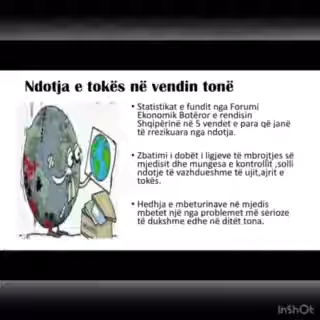 Ndotja e tokës në vendin tonë
• Statistikat e fundit nga Forumi
Ekonomik Botëror e rendisin
Shqipërinë në 5 vendet e para që janë
të rrezikuara nga ndotja.
• Zbatimi i dobët i ligjeve të mbrojtjes së
mjedisit dhe mungesa e kontrollit ,solli
ndotje të vazhdueshme të ujit,ajrit e
tokës.
• Hedhja e mbeturinave në mjedis
mbetet një nga problemet më serioze
të dukshme edhe në ditët tona.
InShOt